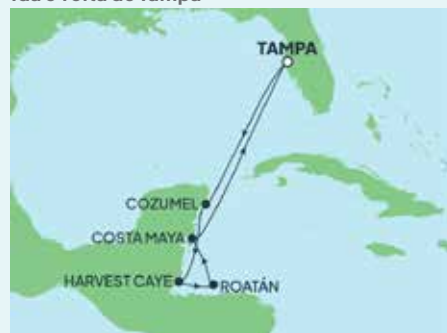 TAMPA
COZUMEL
COSTA MAYA
HARVEST CAYE
ROATÁN